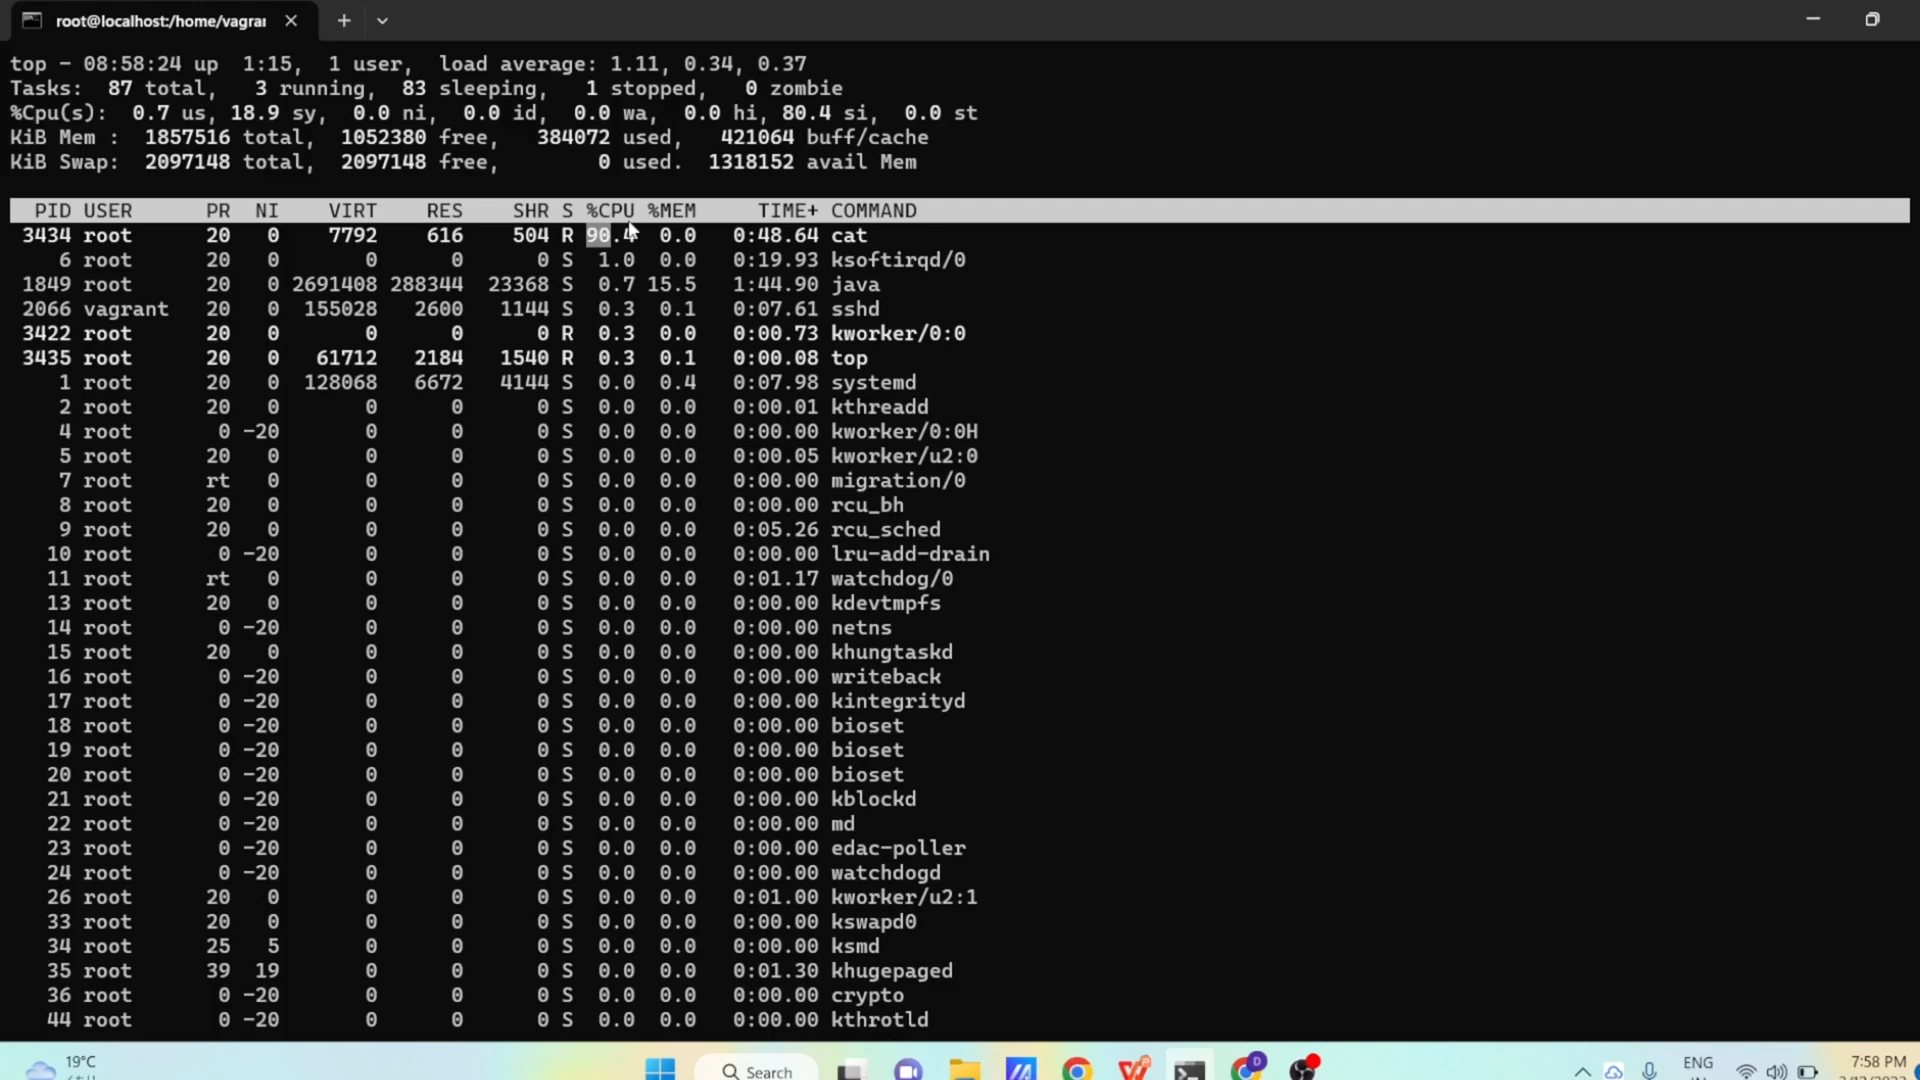 root@localhost:/home/vagrar
top - 08:58:24 up  1:15,  1 user,  load average: 1.11, 0.34, 0.37
Tasks:  87 total,   3 running,  83 sleeping,   1 stopped,   0 zombie
%Cpu(s):  0.7 us, 18.9 sy,  0.0 ni,  0.0 id,  0.0 wa,  0.0 hi, 80.4 si,  0.0 st
KiB Mem :  1857516 total,  1052380 free,   384072 used,   421064 buff/cache
KiB Swap:  2097148 total,  2097148 free,        0 used.  1318152 avail Mem
PID USER PR NI VIRT RES SHR S %CPU %MEM TIME+ COMMAND
3434 root 20 0 7792 616 504 R 90.4 0.0 0:48.64 cat
6 root 20 0 0 0 0 S 1.0 0.0 0:19.93 ksoftirqd/0
1849 root 20 0 2691408 288344 23368 S 0.7 15.5 1:44.90 java
2066 vagrant 20 0 155028 2600 1144 S 0.3 0.1 0:07.61 sshd
3422 root 20 0 0 0 0 R 0.3 0.0 0:00.73 kworker/0:0
3435 root 20 0 61712 2184 1540 R 0.3 0.1 0:00.08 top
1 root 20 0 128068 6672 4144 S 0.0 0.4 0:07.98 systemd
2 root 20 0 0 0 0 S 0.0 0.0 0:00.01 kthreadd
4 root 0 -20 0 0 0 S 0.0 0.0 0:00.00 kworker/0:0H
5 root 20 0 0 0 0 S 0.0 0.0 0:00.05 kworker/u2:0
7 root rt 0 0 0 0 S 0.0 0.0 0:00.00 migration/0
8 root 20 0 0 0 0 S 0.0 0.0 0:00.00 rcu_bh
9 root 20 0 0 0 0 S 0.0 0.0 0:05.26 rcu_sched
10 root 0 -20 0 0 0 S 0.0 0.0 0:00.00 lru-add-drain
11 root rt 0 0 0 0 S 0.0 0.0 0:01.17 watchdog/0
13 root 20 0 0 0 0 S 0.0 0.0 0:00.00 kdevtmpfs
14 root 0 -20 0 0 0 S 0.0 0.0 0:00.00 netns
15 root 20 0 0 0 0 S 0.0 0.0 0:00.00 khungtaskd
16 root 0 -20 0 0 0 S 0.0 0.0 0:00.00 writeback
17 root 0 -20 0 0 0 S 0.0 0.0 0:00.00 kintegrityd
18 root 0 -20 0 0 0 S 0.0 0.0 0:00.00 bioset
19 root 0 -20 0 0 0 S 0.0 0.0 0:00.00 bioset
20 root 0 -20 0 0 0 S 0.0 0.0 0:00.00 bioset
21 root 0 -20 0 0 0 S 0.0 0.0 0:00.00 kblockd
22 root 0 -20 0 0 0 S 0.0 0.0 0:00.00 md
23 root 0 -20 0 0 0 S 0.0 0.0 0:00.00 edac-poller
24 root 0 -20 0 0 0 S 0.0 0.0 0:00.00 watchdogd
26 root 20 0 0 0 0 S 0.0 0.0 0:01.00 kworker/u2:1
33 root 20 0 0 0 0 S 0.0 0.0 0:00.00 kswapd0
34 root 25 5 0 0 0 S 0.0 0.0 0:00.00 ksmd
35 root 39 19 0 0 0 S 0.0 0.0 0:01.30 khugepaged
36 root 0 -20 0 0 0 S 0.0 0.0 0:00.00 crypto
44 root 0 -20 0 0 0 S 0.0 0.0 0:00.00 kthrotld
19°C
Search
ENG
7:58 PM